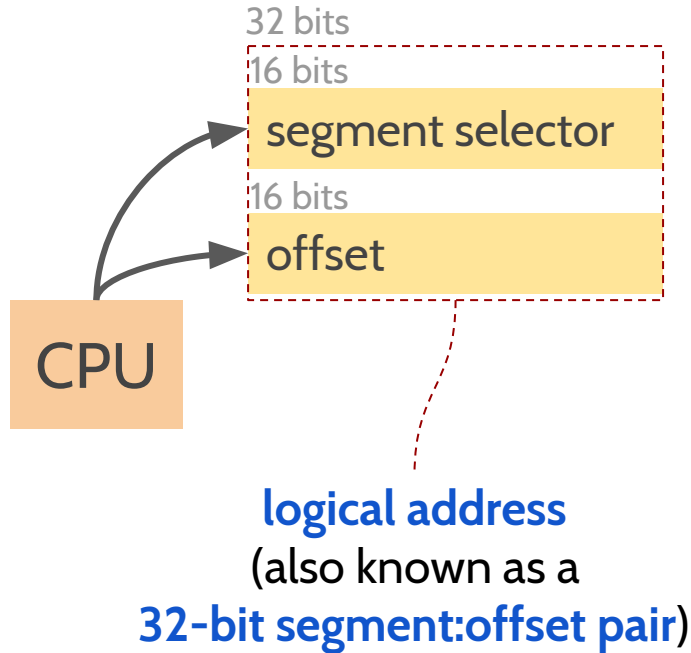 32 bits
16 bits
segment selector
16 bits
offset
CPU
logical address
(also known as a
32-bit segment:offset pair)